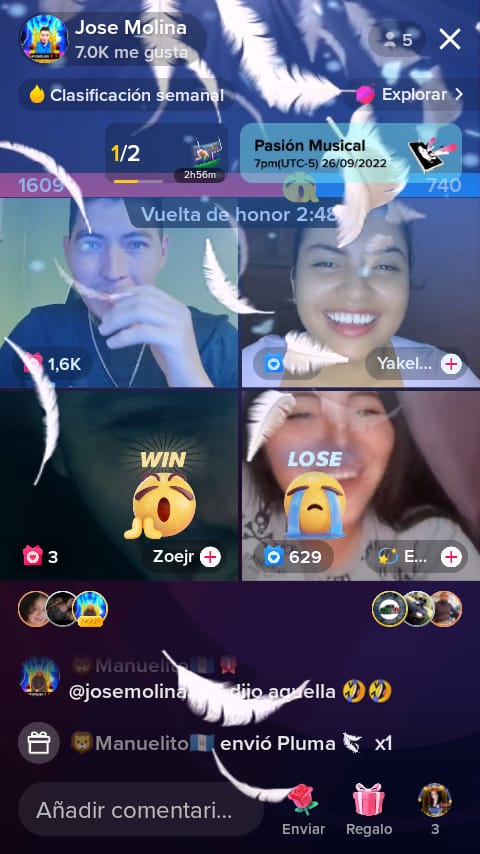 Jose Molina
7.0K me gusta
5
Clasificación semanal
Explorar
1/2
2h56m
Pasión Musical
7pm(UTC-5) 26/09/2022
1609
740
Vuelta de honor 2:48
1,6K
Yakel...
WIN
LOSE
3
Zoejr
629
E...
Manuelito
@josemolina dijo aquella 🤣🤣
🦁Manuelito🇬🇹 envió Pluma x1
Añadir comentari...
Enviar
Regalo
3